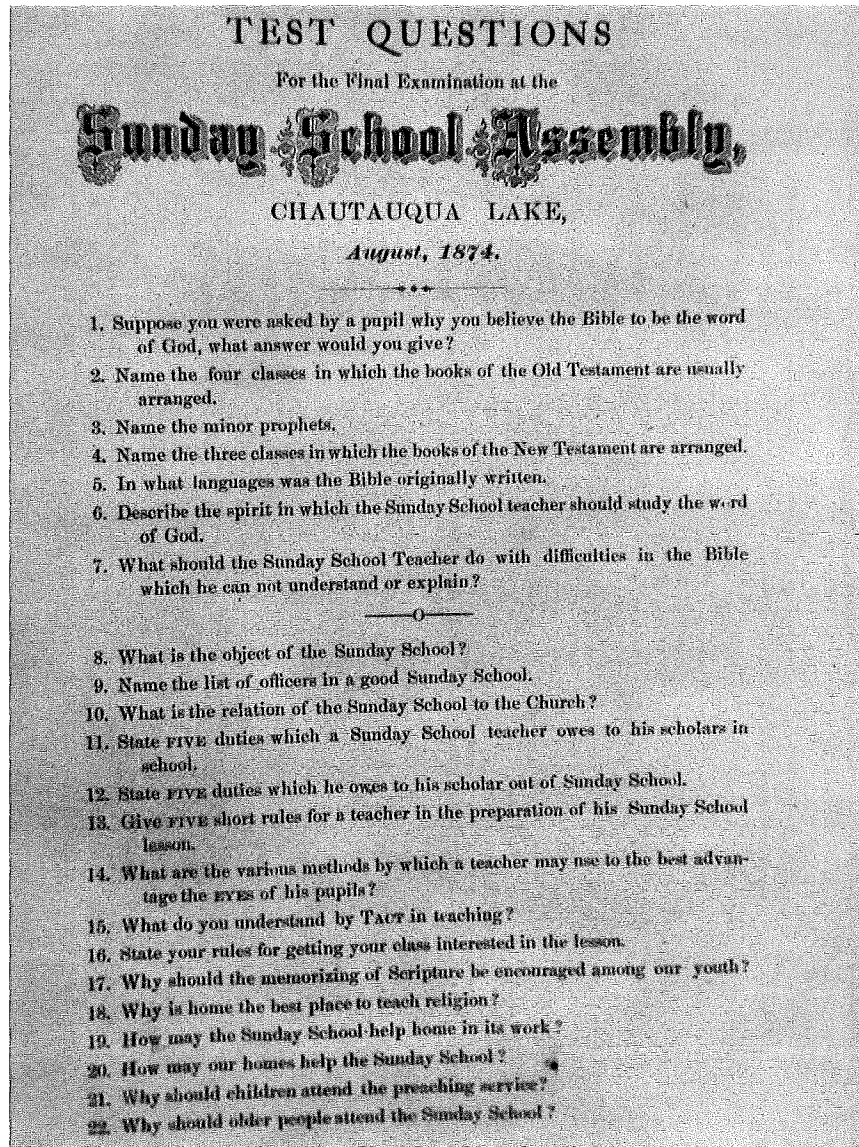 TEST QUESTIONS
For the Final Examination at the
Sunday School Assembly,
CHAUTAUQUA LAKE,
August, 1874.
1. Suppose you were asked by a pupil why you believe the Bible to be the word
of God, what answer would you give?
2. Name the four classes in which the books of the Old Testament are usually
arranged.
3. Name the minor prophets.
4. Name the three classes in which the books of the New Testament are arranged.
5. In what languages was the Bible originally written.
6. Describe the spirit in which the Sunday School teacher should study the word
of God.
7. What should the Sunday School Teacher do with difficulties in the Bible
which he can not understand or explain?
O
8. What is the object of the Sunday School?
9. Name the list of officers in a good Sunday School.
10. What is the relation of the Sunday School to the Church?
11. State FIVE duties which a Sunday School teacher owes to his scholars in
school.
12. State FIVE duties which he owes to his scholar out of Sunday School.
13. Give FIVE short rules for a teacher in the preparation of his Sunday School
lesson.
14. What are the various methods by which a teacher may use to the best advan-
tage the EYES of his pupils?
15. What do you understand by TACT in teaching?
16. State your rules for getting your class interested in the lesson.
17. Why should the memorizing of Scripture be encouraged among our youth?
18. Why is home the best place to teach religion?
19. How may the Sunday School help home in its work?
20. How may our homes help the Sunday School?
21. Why should children attend the preaching service?
22. Why should older people attend the Sunday School?